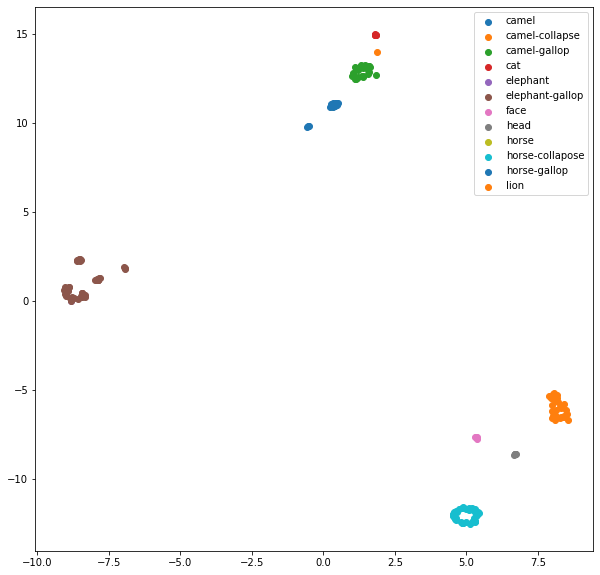 camel
camel-collapse
camel-gallop
cat
elephant
elephant-gallop
face
head
horse
horse-collapose
horse-gallop
lion
15
10
5
0
−5
−10
−10.0 −7.5 −5.0 −2.5 0.0 2.5 5.0 7.5